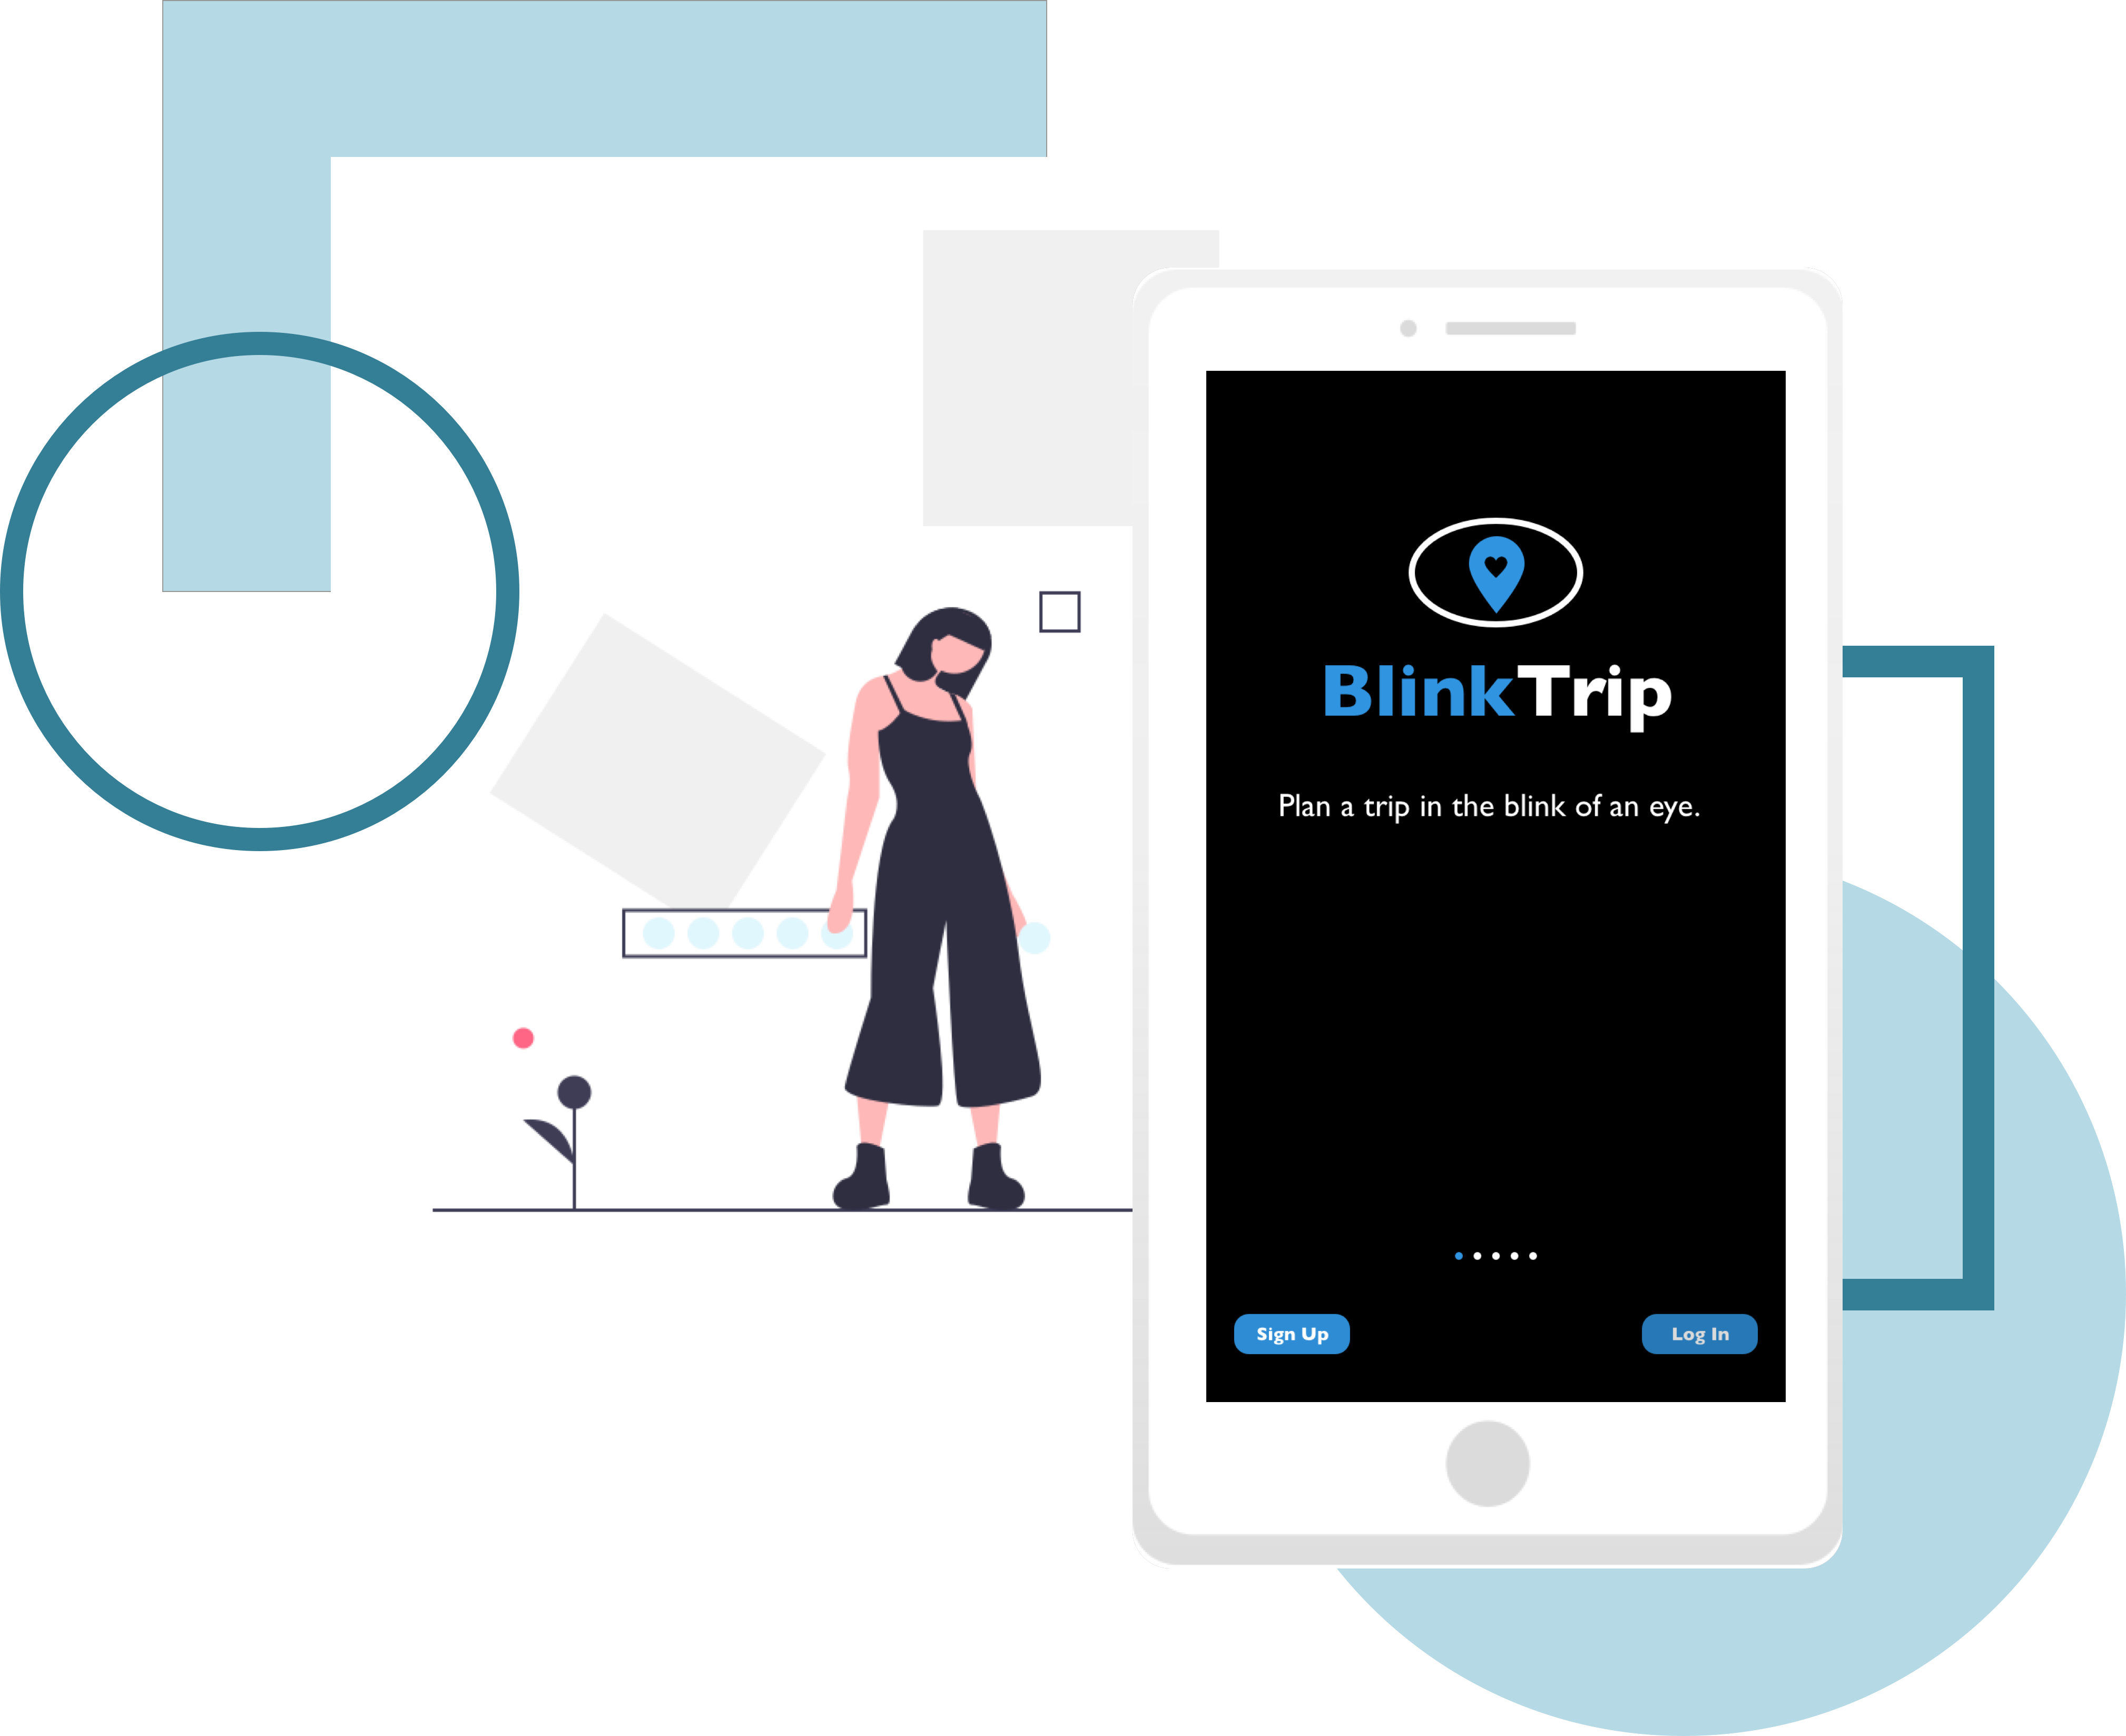 BlinkTrip
Plan a trip in the blink of an eye.
Sign Up
Log In